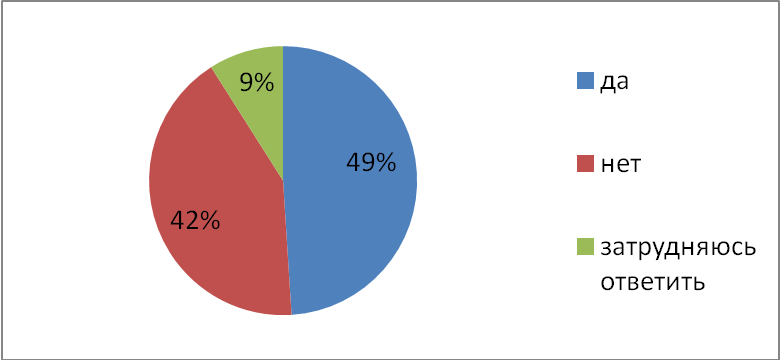 9%
49%
42%
да
нет
затрудняюсь
ответить